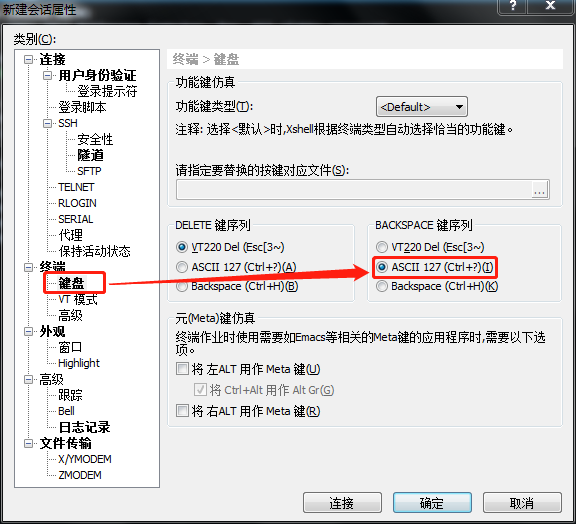 新建会话属性
类别(C):
连接
用户身份验证
登录提示符
登录脚本
SSH
安全性
隧道
SFTP
TELNET
RLOGIN
SERIAL
代理
保持活动状态
终端
键盘
VT 模式
高级
外观
窗口
Highlight
高级
跟踪
Bell
日志记录
文件传输
X/YMODEM
ZMODEM
终端 > 键盘
功能键仿真
功能键类型(T):
<Default>
注释: 选择<默认>时,Xshell根据终端类型自动选择恰当的功能键。
请指定要替换的按键对应文件(S):
...
DELETE 键序列
VT220 Del (Esc[3~)
ASCII 127 (Ctrl+?)(A)
Backspace (Ctrl+H)(B)
BACKSPACE 键序列
VT220 Del (Esc[3~)
ASCII 127 (Ctrl+?)(I)
Backspace (Ctrl+H)(K)
元(Meta)键仿真
终端作业时使用需要如Emacs等相关的Meta键的应用程序时,需要以下选
项。
将 左ALT 用作 Meta 键(U)
将 Ctrl+Alt 用作 Alt Gr(G)
将 右ALT 用作 Meta 键(R)
连接
确定
取消